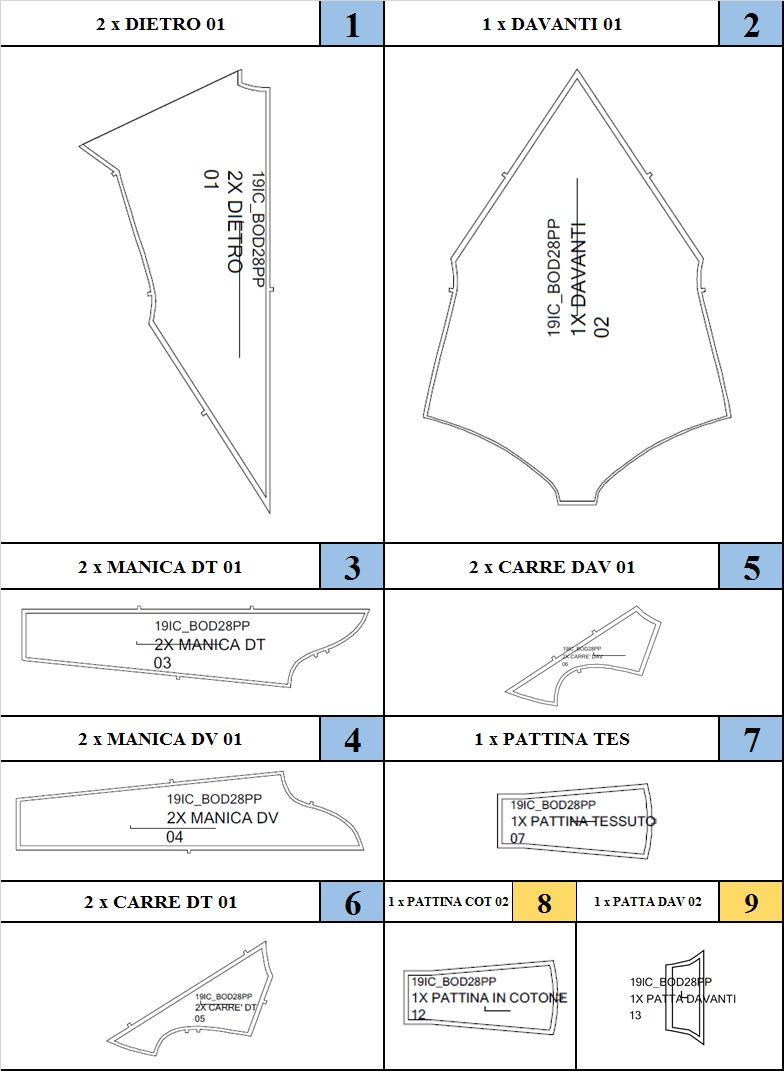 2 x DIETRO 01
1
1 x DAVANTI 01
2
19IC_BOD28PP
2X DIETRO
01
19IC_BOD28PP
1X DAVANTI
02
2 x MANICA DT 01
3
2 x CARRE DAV 01
5
19IC_BOD28PP
2X MANICA DT
03
19IC_BOD28PP
2X CARRE' DAV
06
2 x MANICA DV 01
4
1 x PATTINA TES
7
19IC_BOD28PP
2X MANICA DV
04
19IC_BOD28PP
1X PATTINA TESSUTO
07
2 x CARRE DT 01
6
1 x PATTINA COT 02
8
1 x PATTA DAV 02
9
19IC_BOD28PP
2X CARRE' DT
05
19IC_BOD28PP
1X PATTINA IN COTONE
12
19IC_BOD28PP
1X PATTA DAVANTI
13